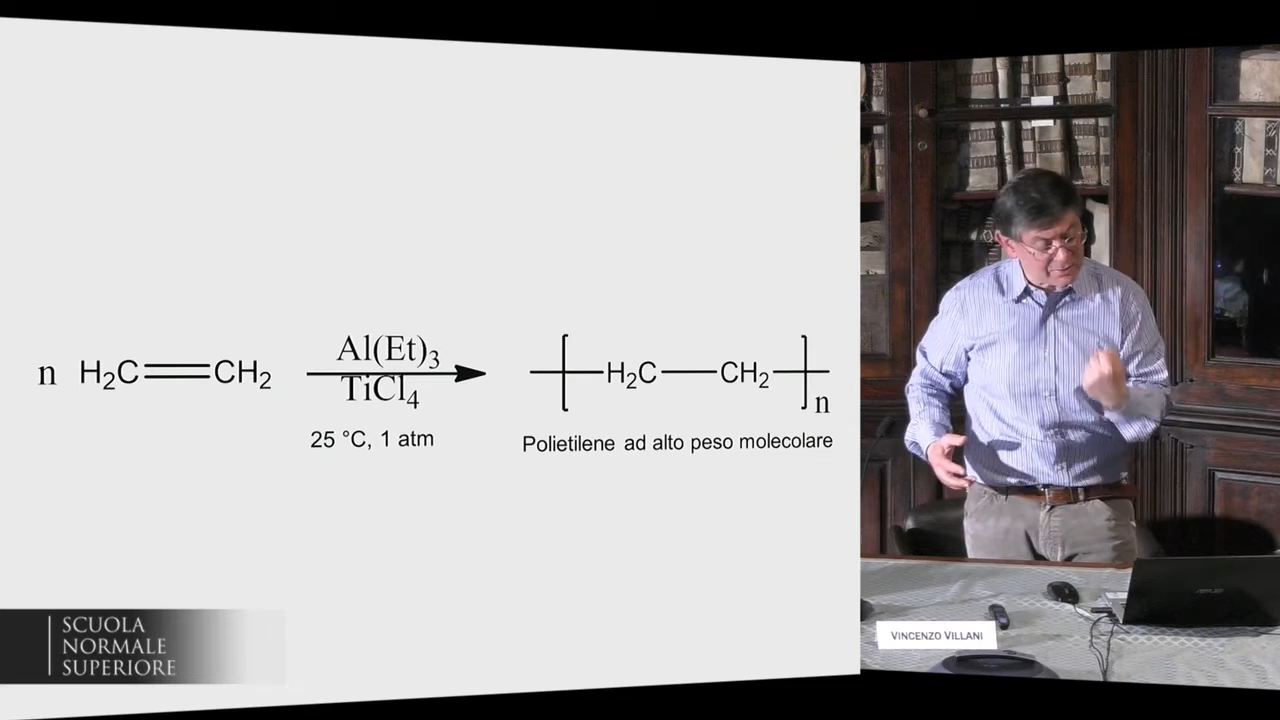 n H₂C═CH₂
Al(Et)₃
TiCl₄
25 °C, 1 atm
H₂C—CH₂
n
Polietilene ad alto peso molecolare
SCUOLA
NORMALE
SUPERIORE
VINCENZO VILLANI